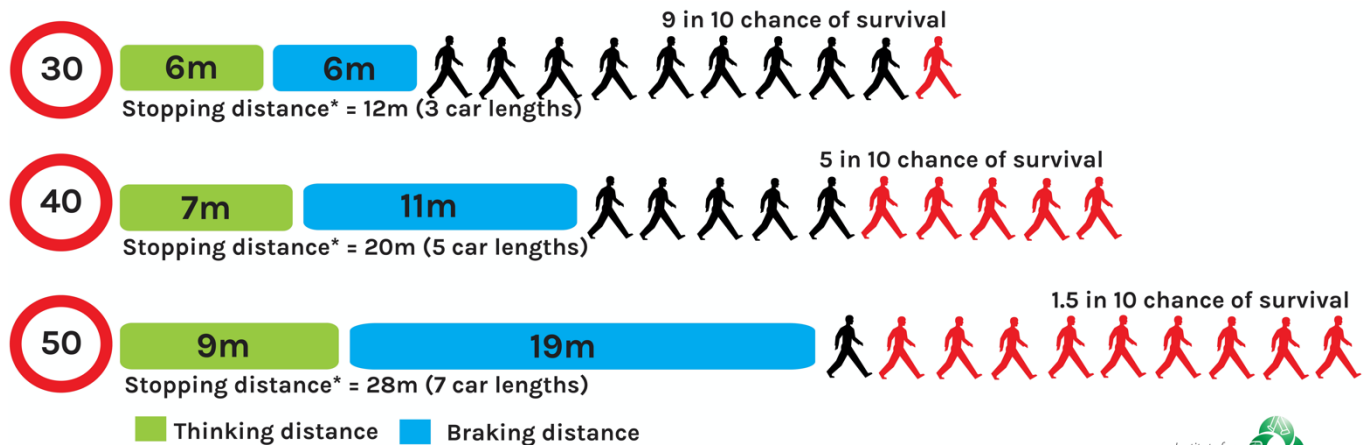 9 in 10 chance of survival
30
6m
6m
Stopping distance* = 12m (3 car lengths)
5 in 10 chance of survival
40
7m
11m
Stopping distance* = 20m (5 car lengths)
1.5 in 10 chance of survival
50
9m
19m
Stopping distance* = 28m (7 car lengths)
Thinking distance
Braking distance